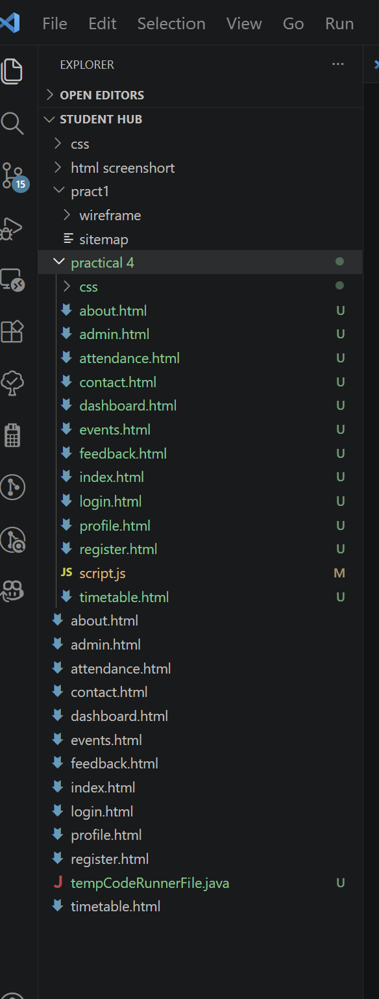 File Edit Selection View Go Run
EXPLORER ...
OPEN EDITORS
STUDENT HUB
css
html screenshort
15
pract1
wireframe
sitemap
practical 4
css
about.html U
admin.html U
attendance.html U
contact.html U
dashboard.html U
events.html U
feedback.html U
index.html U
login.html U
profile.html U
register.html U
JS script.js M
timetable.html U
about.html
admin.html
attendance.html
contact.html
dashboard.html
events.html
feedback.html
index.html
login.html
profile.html
register.html
J tempCodeRunnerFile.java U
timetable.html